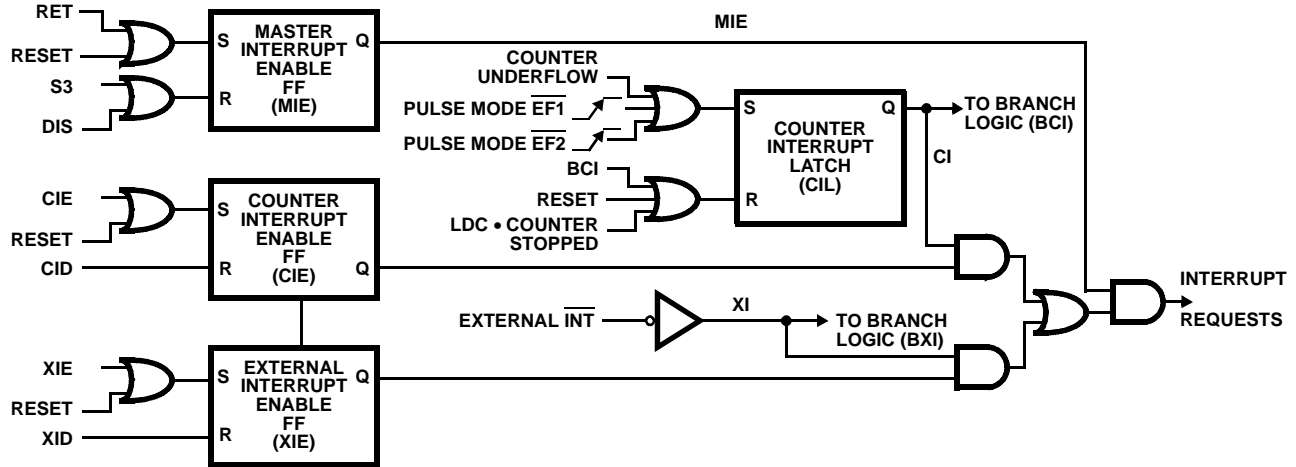 RET
RESET
S3
DIS
S
R
Q
MASTER
INTERRUPT
ENABLE
FF
(MIE)
MIE
COUNTER
UNDERFLOW
PULSE MODE EF1
PULSE MODE EF2
BCI
RESET
LDC • COUNTER
STOPPED
S
R
Q
COUNTER
INTERRUPT
LATCH
(CIL)
TO BRANCH
LOGIC (BCI)
CI
CIE
RESET
CID
S
R
Q
COUNTER
INTERRUPT
ENABLE
FF
(CIE)
EXTERNAL INT
XI
TO BRANCH
LOGIC (BXI)
INTERRUPT
REQUESTS
XIE
RESET
XID
S
R
Q
EXTERNAL
INTERRUPT
ENABLE
FF
(XIE)